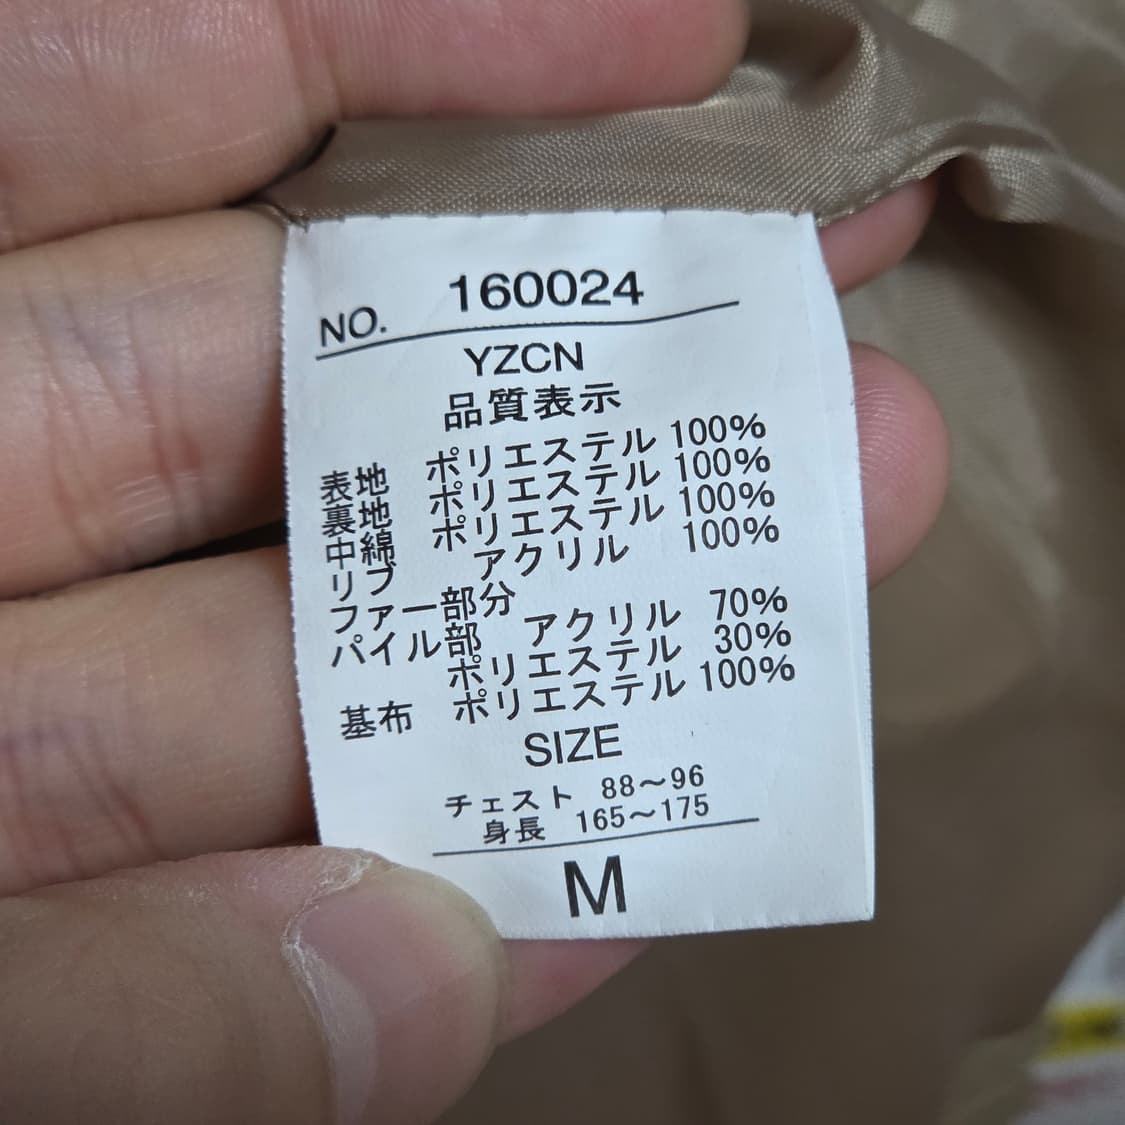 NO. 160024
YZCN
品質表示
表地 ポリエステル 100%
裏地 ポリエステル 100%
中綿 ポリエステル 100%
リブ アクリル 100%
ファー部分
パイル部 アクリル 70%
ポリエステル 30%
基布 ポリエステル 100%
SIZE
チェスト 88～96
身長 165～175
M